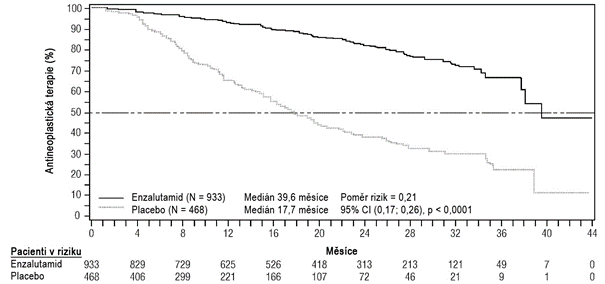 100
90
80
70
60
50
40
30
20
10
0
Antineoplastická terapie (%)
Enzalutamid (N = 933) Medián 39,6 měsíce Poměr rizik = 0,21
Placebo (N = 468) Medián 17,7 měsíce 95% CI (0,17; 0,26), p < 0,0001
0 4 8 12 16 20 24 28 32 36 40 44
Pacienti v riziku Měsíce
Enzalutamid 933 829 729 625 526 418 313 213 121 49 7 0
Placebo 468 406 299 221 166 107 72 46 21 9 1 0